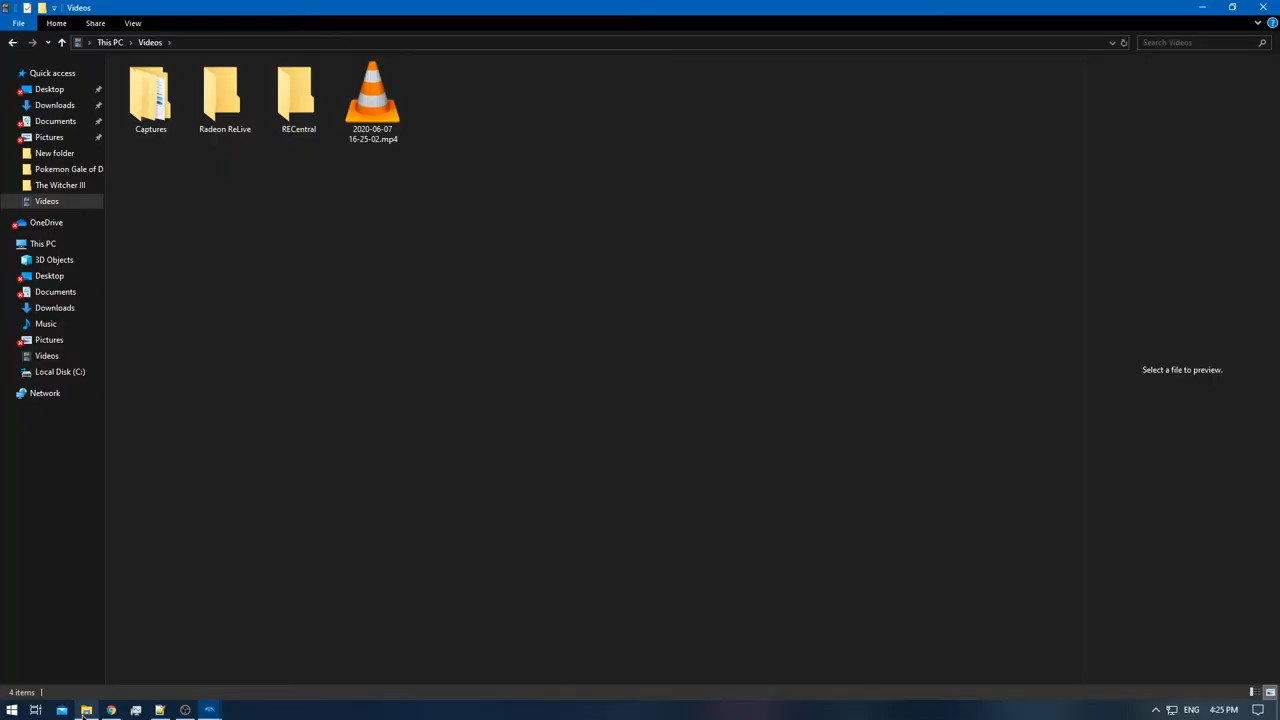 Videos
File
Home
Share
View
This PC
Videos
Search Videos
Quick access
Desktop
Downloads
Documents
Pictures
New folder
Pokemon Gale of D
The Witcher III
Videos
OneDrive
This PC
3D Objects
Desktop
Documents
Downloads
Music
Pictures
Videos
Local Disk (C:)
Network
Captures
Radeon ReLive
RECentral
2020-06-07
16-25-02.mp4
Select a file to preview.
4 items
ENG
4:25 PM